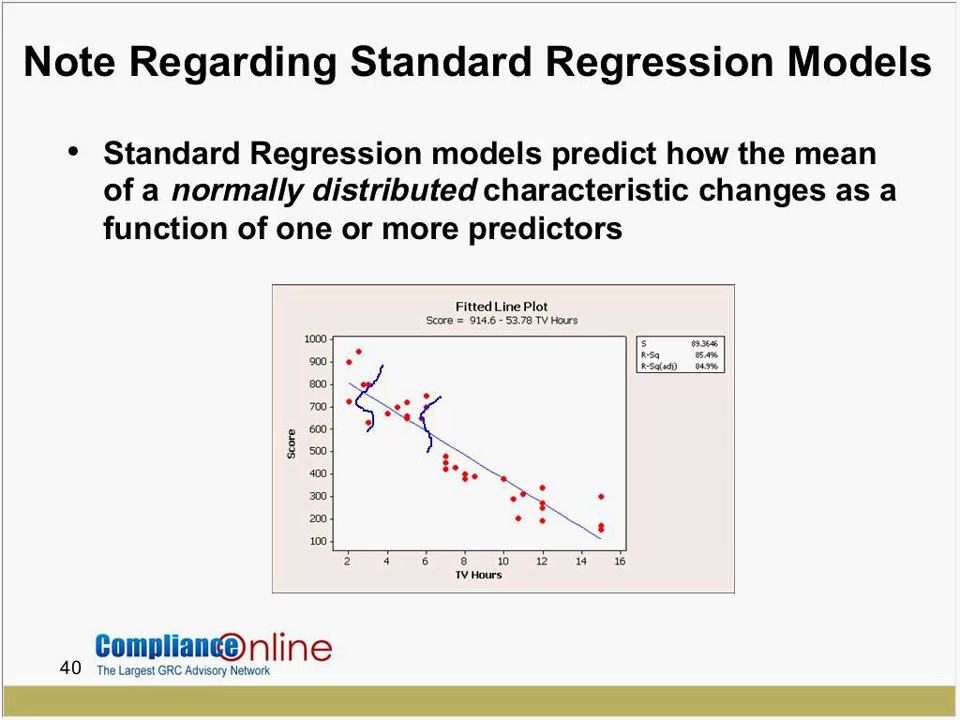 Note Regarding Standard Regression Models
• Standard Regression models predict how the mean
of a normally distributed characteristic changes as a
function of one or more predictors
Fitted Line Plot
Score = 914.6 - 53.78 TV Hours
S 89.3646
R-Sq 85.4%
R-Sq(adj) 84.9%
1000
900
800
700
600
500
400
300
200
100
Score
2 4 6 8 10 12 14 16
TV Hours
ComplianceOnline
The Largest GRC Advisory Network
40